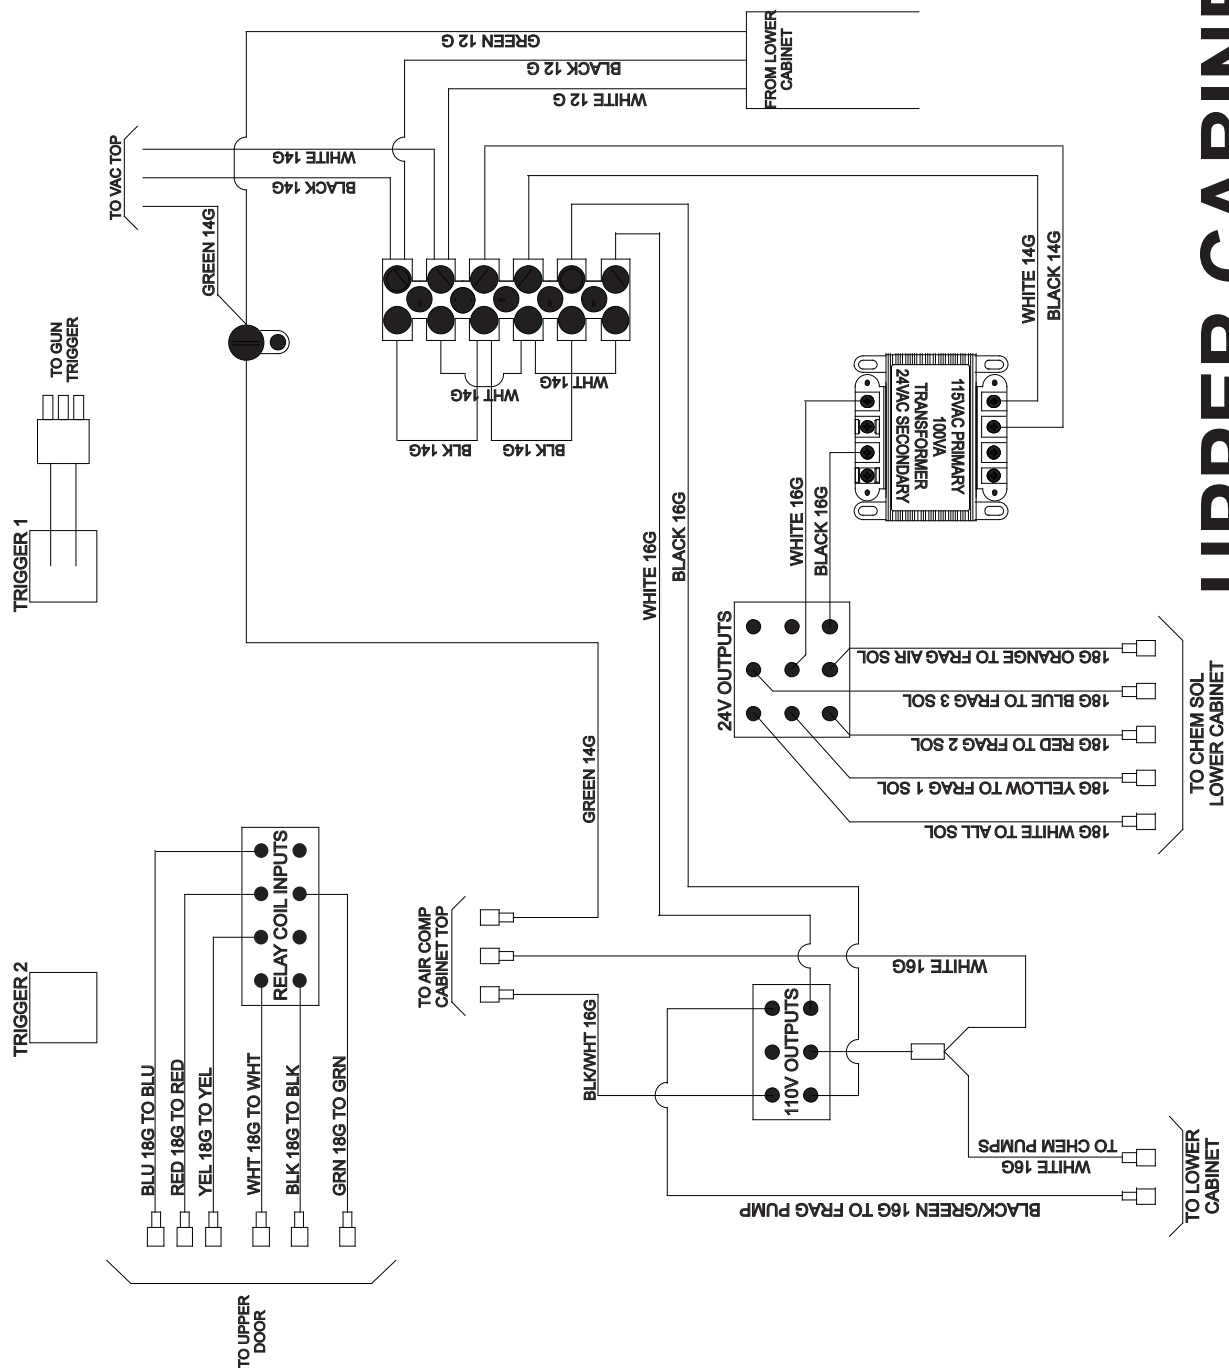 GREEN 12 G
BLACK 12 G
WHITE 12 G
FROM LOWER
CABINET
TO VAC TOP
WHITE 14G
BLACK 14G
GREEN 14G
TO GUN
TRIGGER
TRIGGER 1
WHT 14G
WHT 14G
BLK 14G
BLK 14G
WHITE 14G
BLACK 14G
115VAC PRIMARY
100VA
TRANSFORMER
24VAC SECONDARY
WHITE 16G
BLACK 16G
WHITE 16G
BLACK 16G
24V OUTPUTS
18G ORANGE TO FRAG AIR SOL
18G BLUE TO FRAG 3 SOL
18G RED TO FRAG 2 SOL
18G YELLOW TO FRAG 1 SOL
18G WHITE TO ALL SOL
TO CHEM SOL
LOWER CABINET
GREEN 14G
RELAY COIL INPUTS
TRIGGER 2
TO AIR COMP
CABINET TOP
WHITE 16G
BLK/WHT 16G
110V OUTPUTS
BLU 18G TO BLU
RED 18G TO RED
YEL 18G TO YEL
WHT 18G TO WHT
BLK 18G TO BLK
GRN 18G TO GRN
TO UPPER
DOOR
TO CHEM PUMPS
WHITE 16G
BLACK/GREEN 16G TO FRAG PUMP
TO LOWER
CABINET
UPPER CABINE